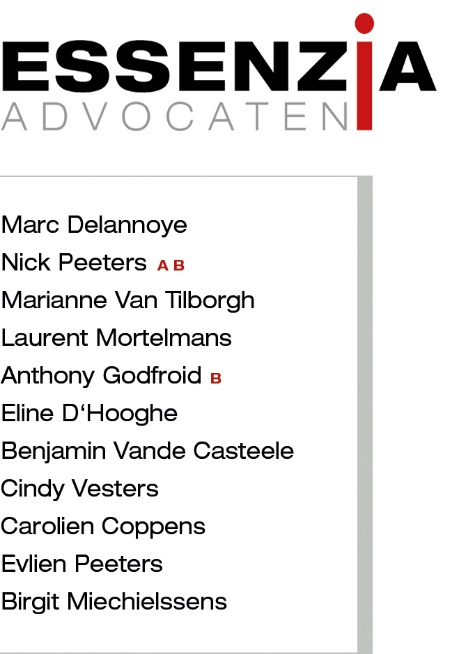 ESSENZiA
ADVOCATEN
Marc Delannoye
Nick Peeters A B
Marianne Van Tilborgh
Laurent Mortelmans
Anthony Godfroid B
Eline D‘Hooghe
Benjamin Vande Casteele
Cindy Vesters
Carolien Coppens
Evlien Peeters
Birgit Miechielssens